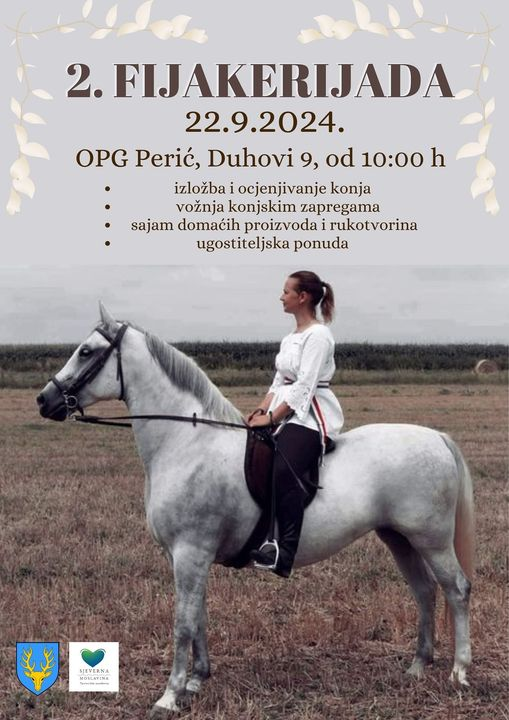 2. FIJAKERIJADA
22.9.2024.
OPG Perić, Duhovi 9, od 10:00 h
• izložba i ocjenjivanje konja
• vožnja konjskim zapregama
• sajam domaćih proizvoda i rukotvorina
• ugostiteljska ponuda
SJEVERNA
MOSLAVINA